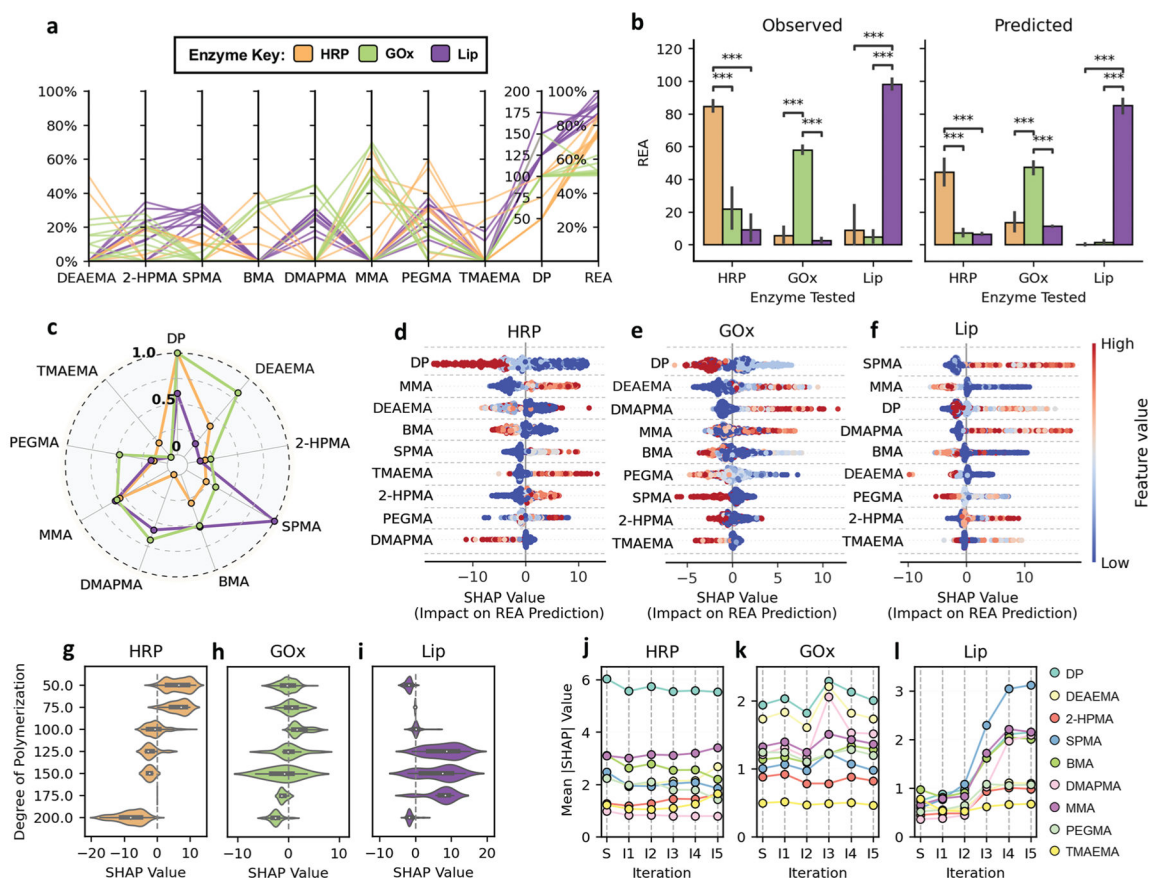 a
Enzyme Key: HRP GOx Lip
100% 200 100%
80% 175 80%
150
60% 125 60%
100
40% 75 40%
20% 50 20%
0%
DEAEMA 2-HPMA SPMA BMA DMAPMA MMA PEGMA TMAEMA DP REA
b
Observed Predicted
REA
120
100
80
60
40
20
0
*** *** *** *** *** ***
*** *** *** *** *** ***
HRP GOx Lip HRP GOx Lip
Enzyme Tested Enzyme Tested
c
DP
1.0
0.5
0
DEAEMA
2-HPMA
SPMA
BMA
DMAPMA
MMA
PEGMA
TMAEMA
d HRP
DP
MMA
DEAEMA
BMA
SPMA
TMAEMA
2-HPMA
PEGMA
DMAPMA
−10 0 10
SHAP Value
(Impact on REA Prediction)
e GOx
DP
DEAEMA
DMAPMA
MMA
BMA
PEGMA
SPMA
2-HPMA
TMAEMA
−5 0 5 10
SHAP Value
(Impact on REA Prediction)
f Lip
SPMA
MMA
DP
DMAPMA
BMA
DEAEMA
PEGMA
2-HPMA
TMAEMA
−10 0 10
SHAP Value
(Impact on REA Prediction)
High
Feature value
Low
g HRP h GOx i Lip
Degree of Polymerization
50.0
75.0
100.0
125.0
150.0
175.0
200.0
−20 −10 0 10
SHAP Value
−10 0 10
SHAP Value
−10 0 10 20
SHAP Value
j HRP
Mean |SHAP| Value
6
5
4
3
2
1
0
S I1 I2 I3 I4 I5
Iteration
k GOx
2
1
0
S I1 I2 I3 I4 I5
Iteration
l Lip
3
2
1
0
S I1 I2 I3 I4 I5
Iteration
DP
DEAEMA
2-HPMA
SPMA
BMA
DMAPMA
MMA
PEGMA
TMAEMA